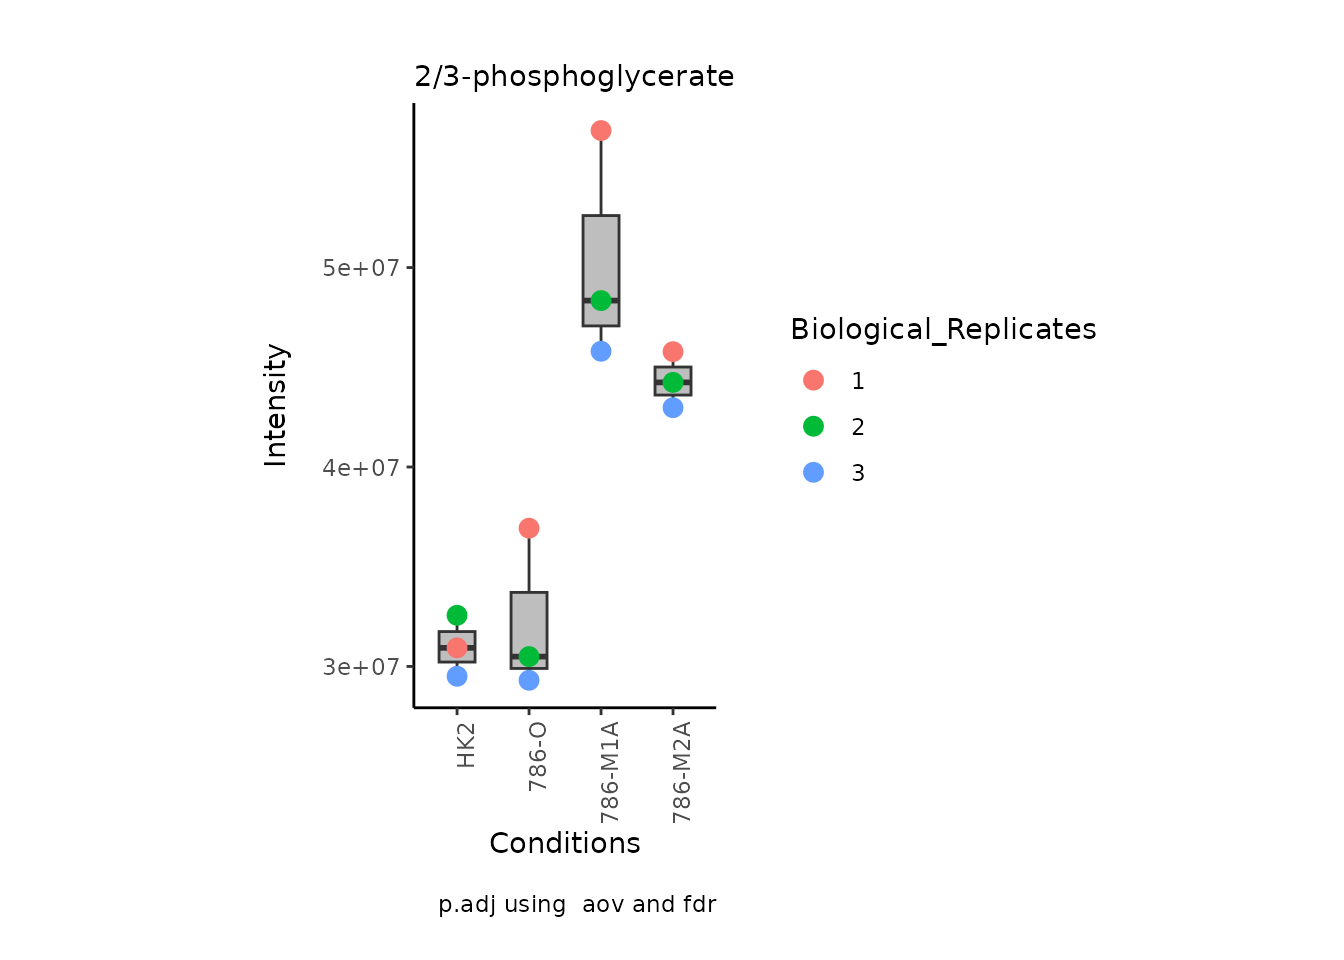 2/3-phosphoglycerate
Intensity
5e+07
4e+07
3e+07
HK2
786-O
786-M1A
786-M2A
Conditions
p.adj using  aov and fdr
Biological_Replicates
1
2
3